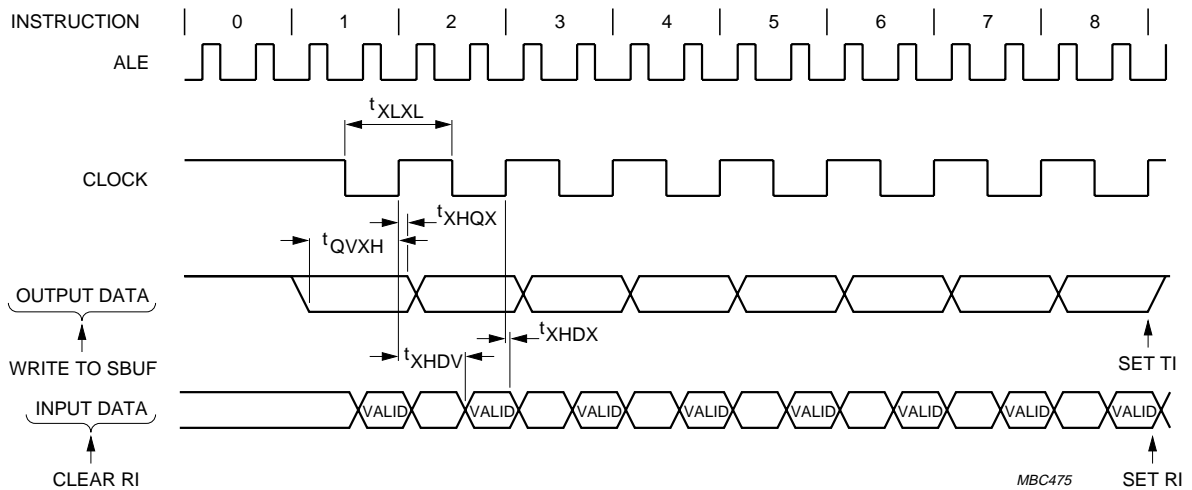 INSTRUCTION | 0 | 1 | 2 | 3 | 4 | 5 | 6 | 7 | 8 |
ALE
tXLXL
CLOCK
tXHQX
tQVXH
OUTPUT DATA
tXHDX
tXHDV
WRITE TO SBUF
SET TI
INPUT DATA
VALID VALID VALID VALID VALID VALID VALID VALID
CLEAR RI
MBC475
SET RI